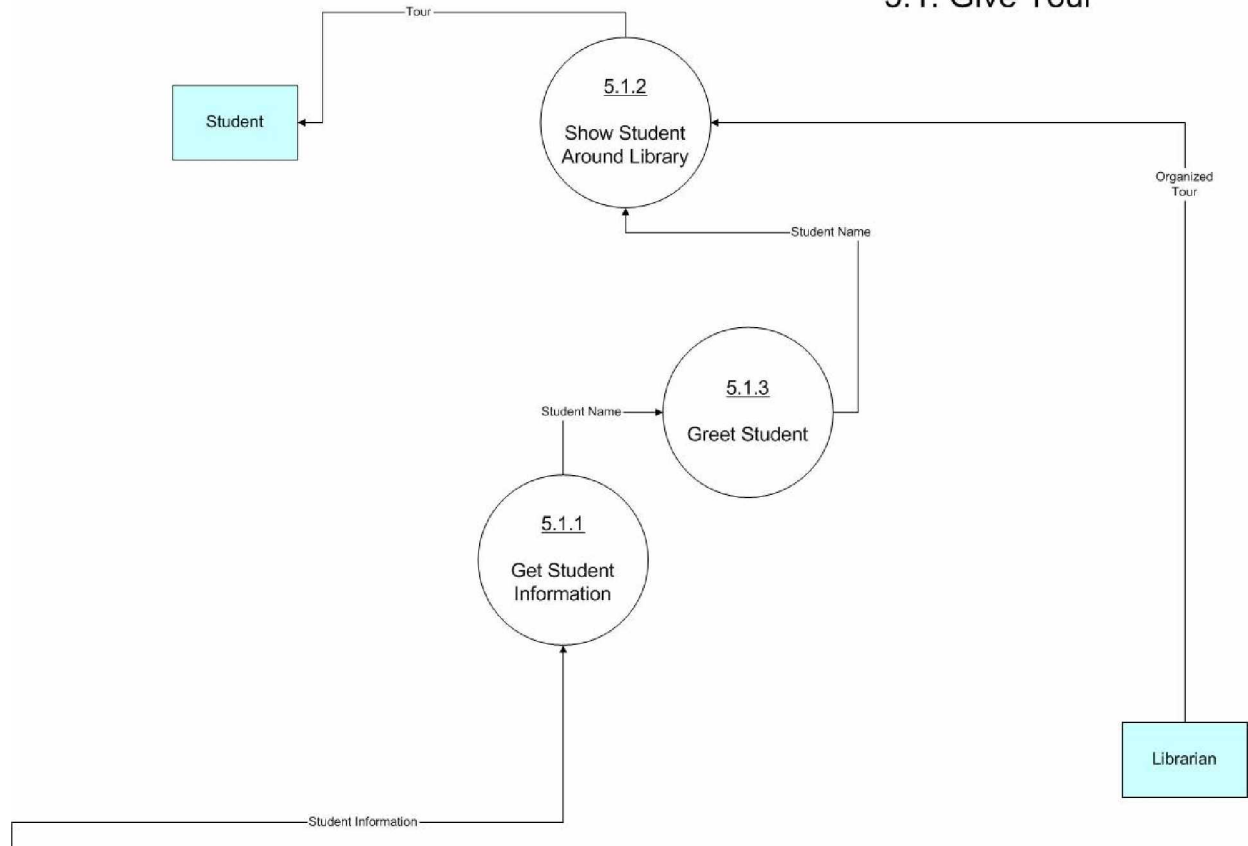 5.1. Give Tour
Tour
Student
5.1.2
Show Student
Around Library
Organized
Tour
Student Name
5.1.3
Greet Student
Student Name
5.1.1
Get Student
Information
Librarian
Student Information